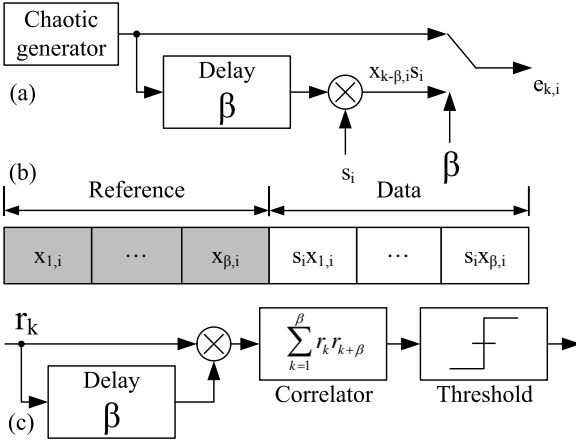 Chaotic
generator
Delay
β
x_{k-β,i}s_i
e_{k,i}
(a)
s_i
β
(b)
Reference
Data
x_{1,i} ⋯ x_{β,i} s_ix_{1,i} ⋯ s_ix_{β,i}
r_k
∑_{k=1}^{β} r_k r_{k+β}
Correlator
Threshold
Delay
β
(c)